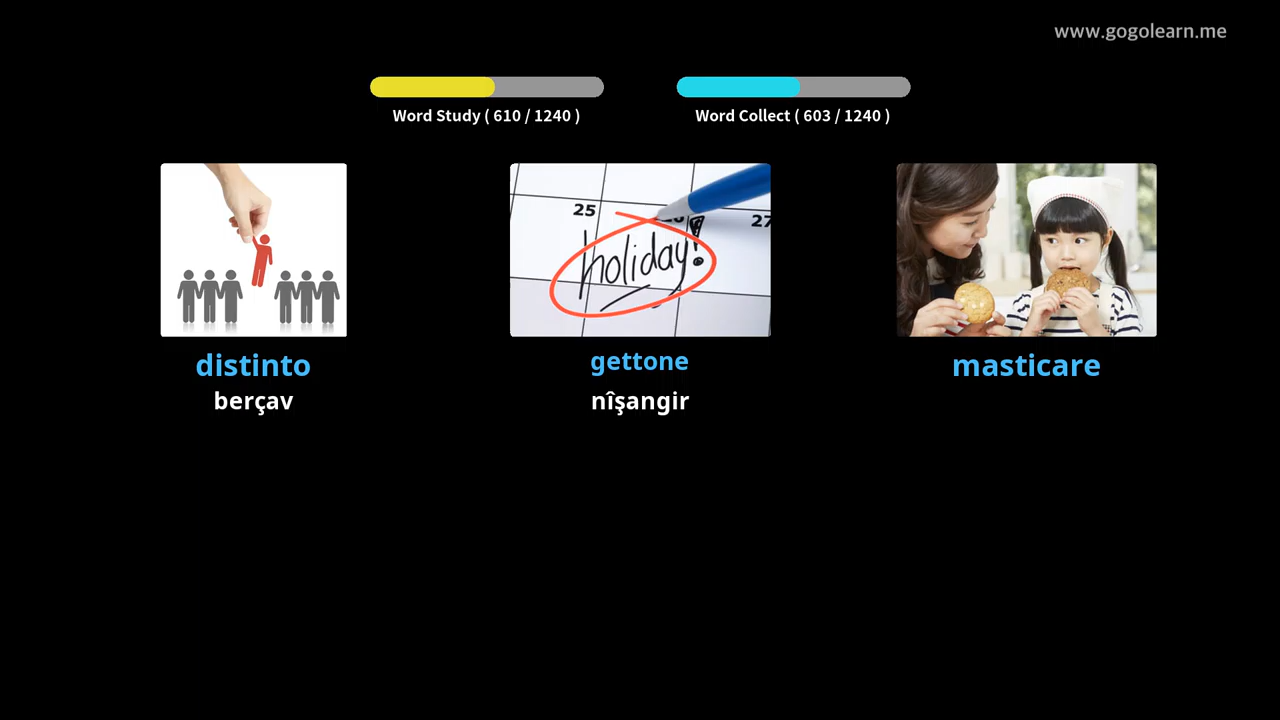 www.gogolearn.me
Word Study ( 610 / 1240 )
Word Collect ( 603 / 1240 )
25
27
holiday!
distinto
gettone
masticare
berçav
nîşangir